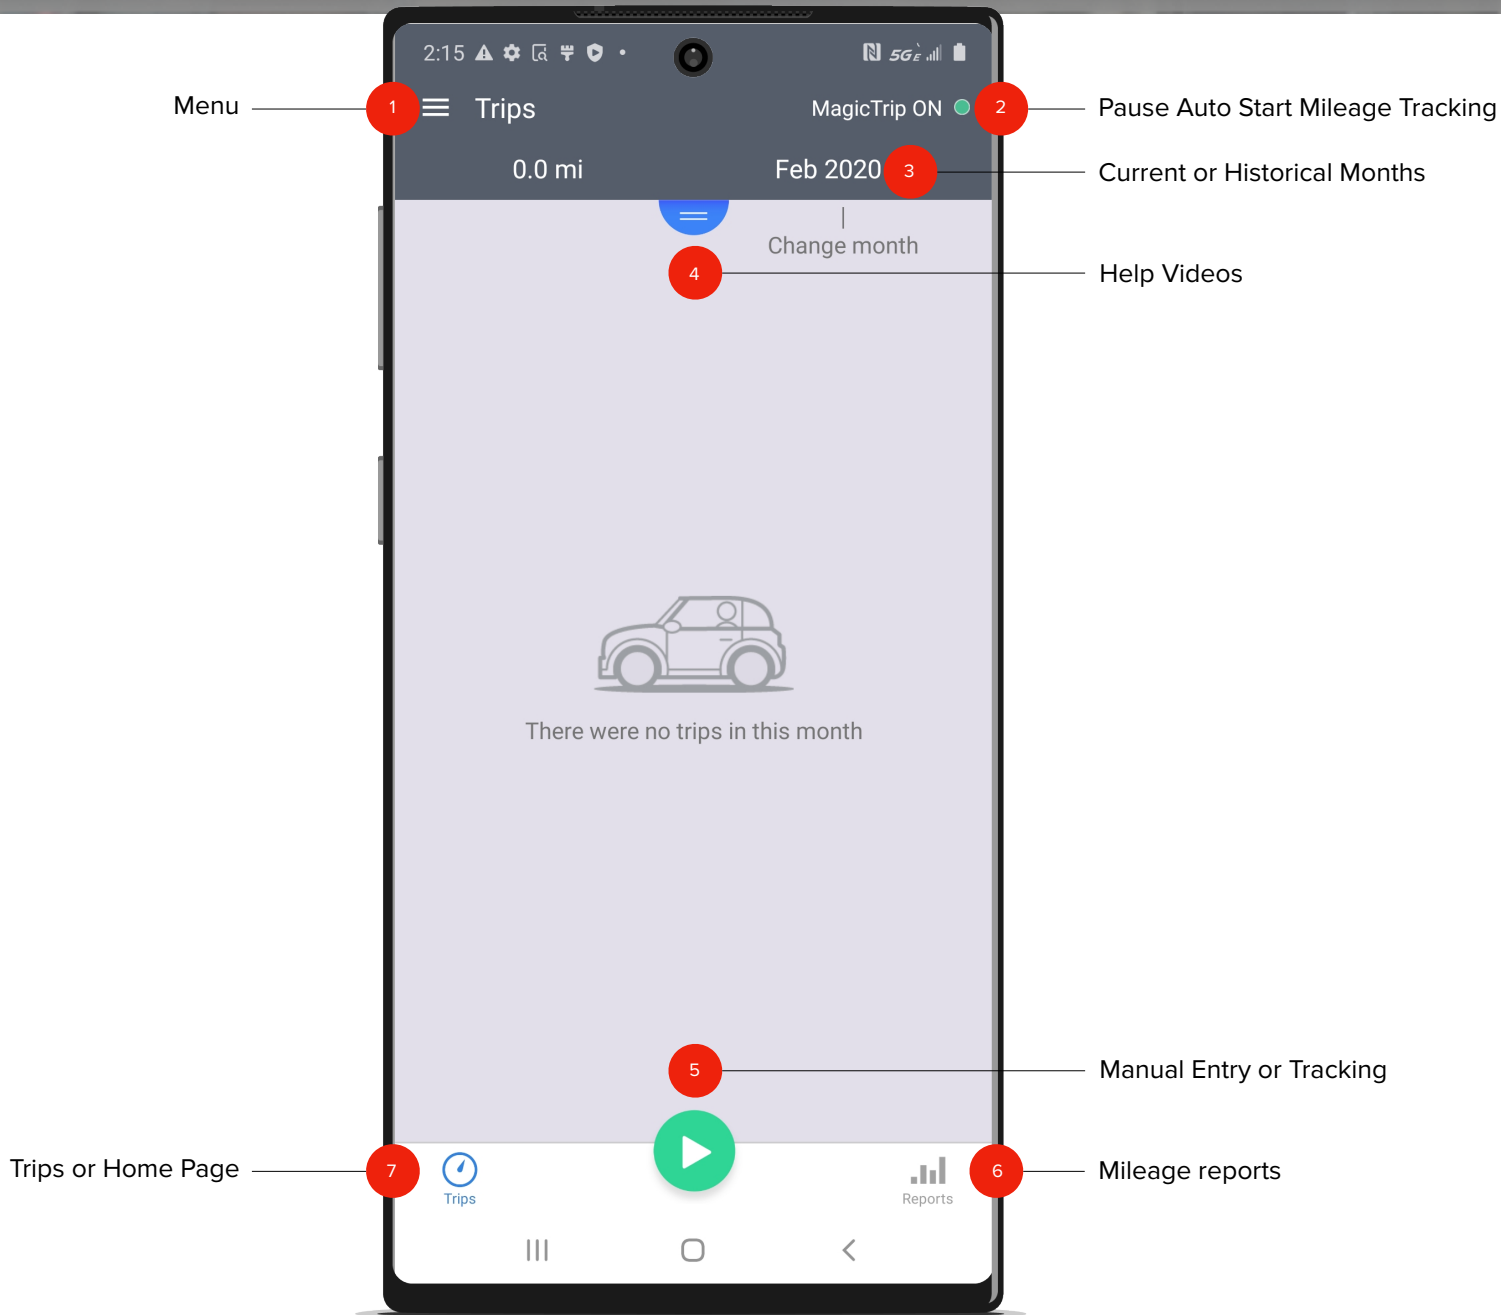 2:15 5GE
Menu 1 Trips MagicTrip ON 2 Pause Auto Start Mileage Tracking
0.0 mi Feb 2020 3 Current or Historical Months
Change month
4 Help Videos
There were no trips in this month
5 Manual Entry or Tracking
Trips or Home Page 7 6 Mileage reports
Trips Reports